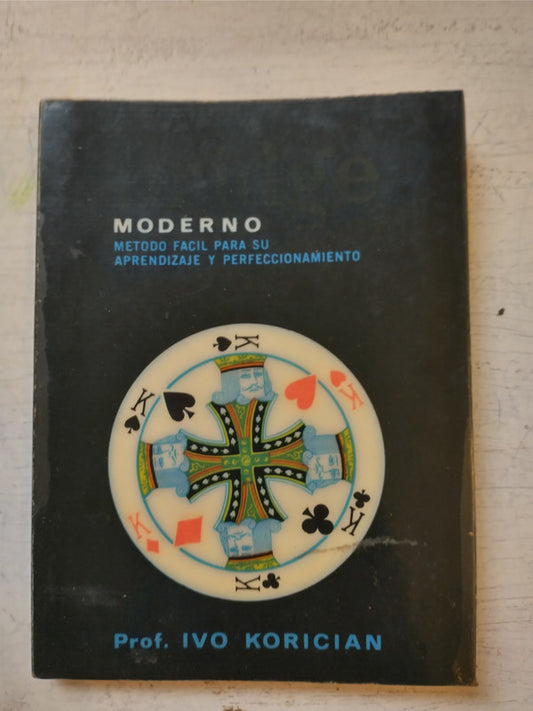 MODERNO
METODO FACIL PARA SU
APRENDIZAJE Y PERFECCIONAMIENTO
K
K
K
K
K
K
Prof. IVO KORICIAN